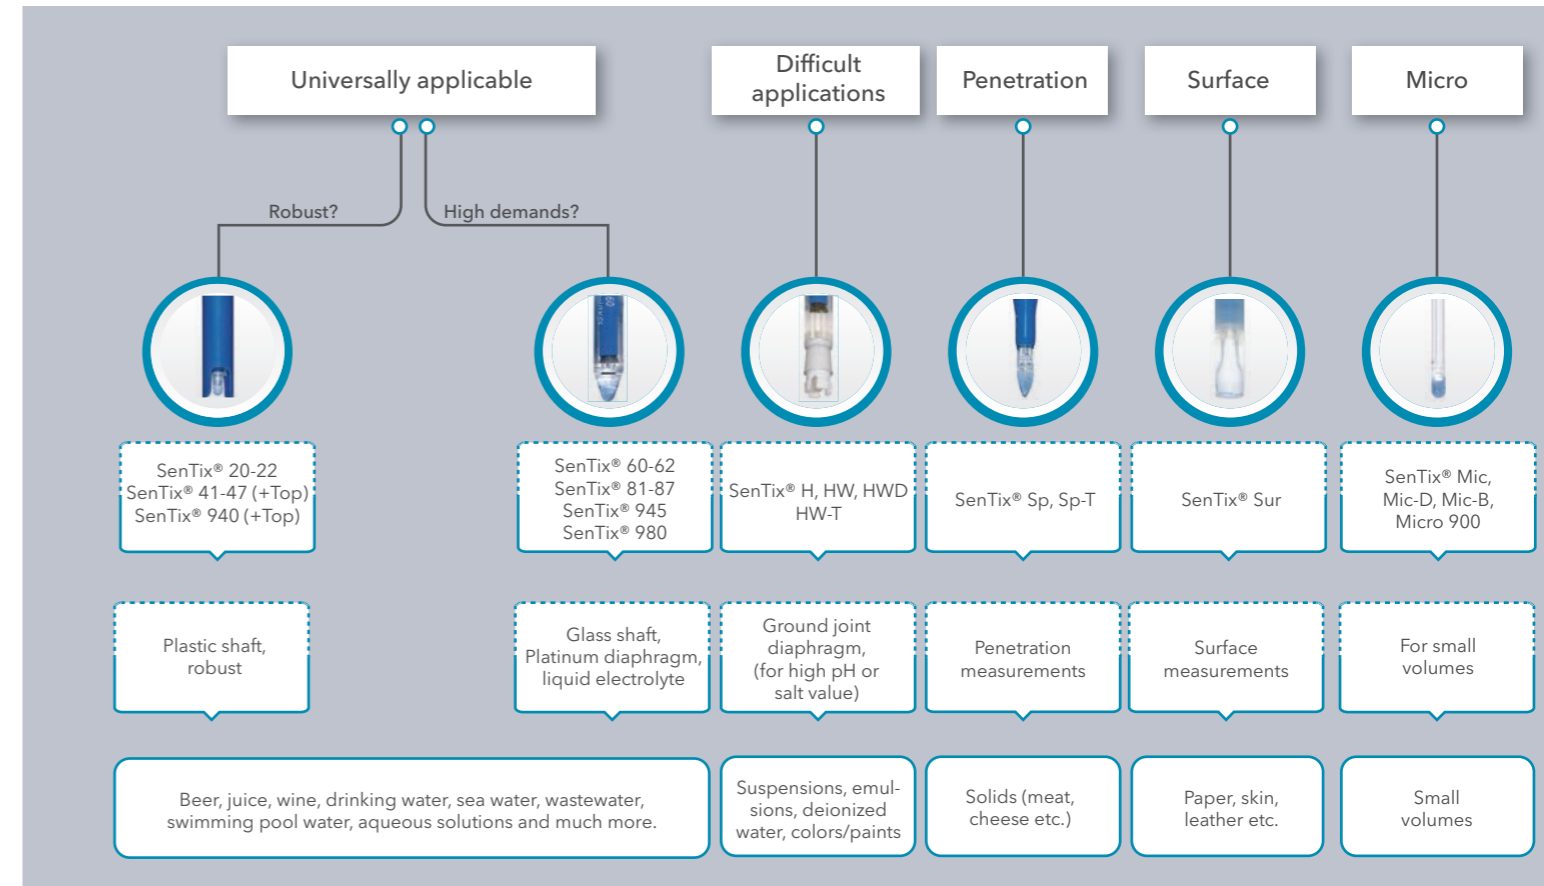 Universally applicable
Difficult
applications
Penetration
Surface
Micro
Robust?
High demands?
SenTix® 20-22
SenTix® 41-47 (+Top)
SenTix® 940 (+Top)
SenTix® 60-62
SenTix® 81-87
SenTix® 945
SenTix® 980
SenTix® H, HW, HWD
HW-T
SenTix® Sp, Sp-T
SenTix® Sur
SenTix® Mic,
Mic-D, Mic-B,
Micro 900
Plastic shaft,
robust
Glass shaft,
Platinum diaphragm,
liquid electrolyte
Ground joint
diaphragm,
(for high pH or
salt value)
Penetration
measurements
Surface
measurements
For small
volumes
Beer, juice, wine, drinking water, sea water, wastewater,
swimming pool water, aqueous solutions and much more.
Suspensions, emul-
sions, deionized
water, colors/paints
Solids (meat,
cheese etc.)
Paper, skin,
leather etc.
Small
volumes